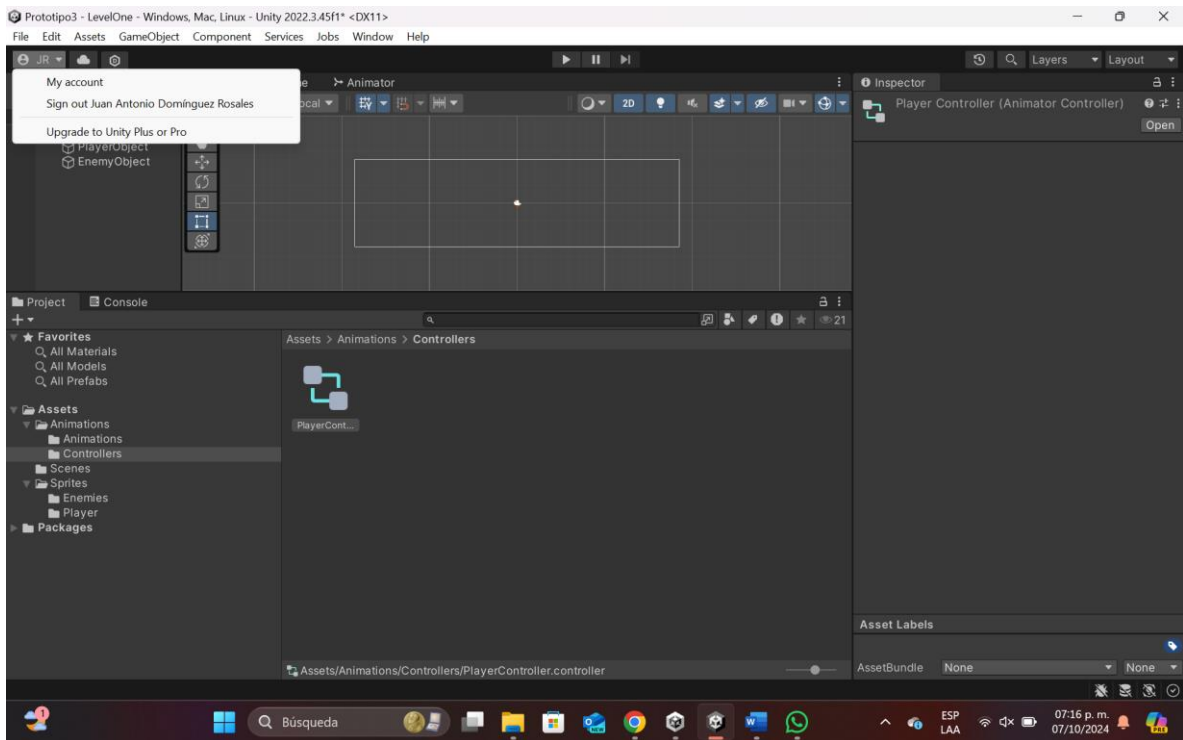 Prototipo3 - LevelOne - Windows, Mac, Linux - Unity 2022.3.45f1* <DX11>
File Edit Assets GameObject Component Services Jobs Window Help
JR
Layers
Layout
My account
Sign out Juan Antonio Domínguez Rosales
Upgrade to Unity Plus or Pro
Animator
2D
PlayerObject
EnemyObject
Inspector
Player Controller (Animator Controller)
Open
Project Console
21
Favorites
All Materials
All Models
All Prefabs
Assets
Animations
Animations
Controllers
Scenes
Sprites
Enemies
Player
Packages
Assets > Animations > Controllers
PlayerCont...
Assets/Animations/Controllers/PlayerController.controller
Asset Labels
AssetBundle None None
Búsqueda
ESP
LAA
07:16 p. m.
07/10/2024
PRE